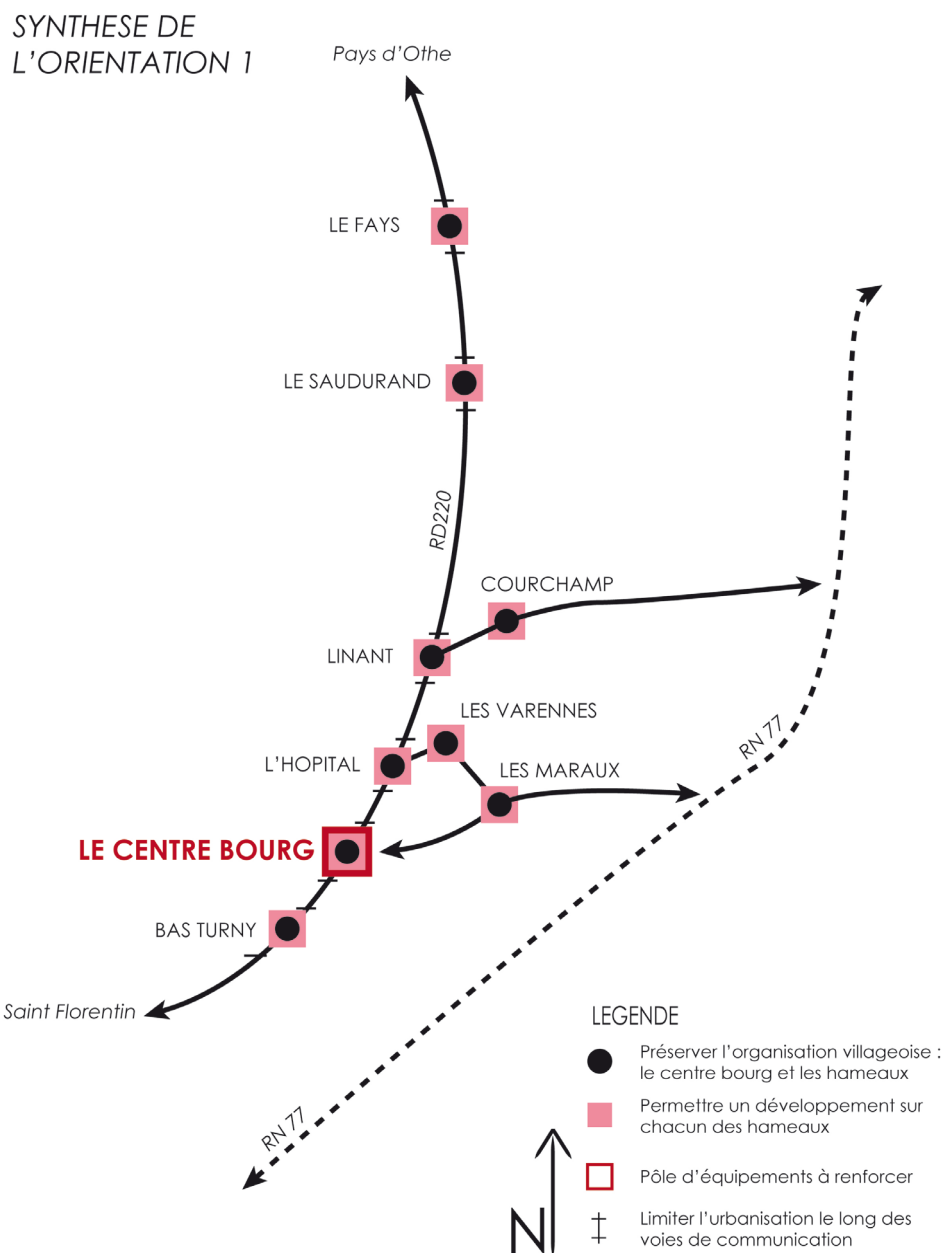 SYNTHESE DE
L'ORIENTATION 1
Pays d'Othe
LE FAYS
LE SAUDURAND
RD220
COURCHAMP
LINANT
LES VARENNES
RN 77
L'HOPITAL
LES MARAUX
LE CENTRE BOURG
BAS TURNY
Saint Florentin
RN 77
LEGENDE
Préserver l'organisation villageoise :
le centre bourg et les hameaux
Permettre un développement sur
chacun des hameaux
Pôle d'équipements à renforcer
Limiter l'urbanisation le long des
voies de communication
N